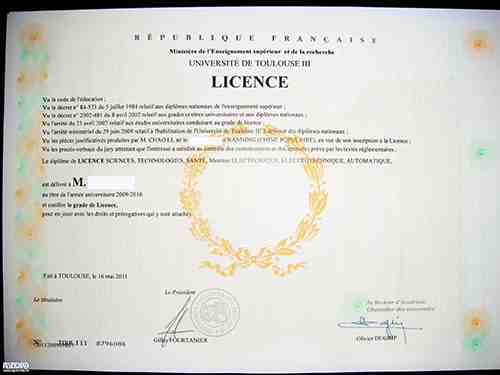 RÉPUBLIQUE FRANÇAISE
Ministère de l'Enseignement supérieur et de la recherche
UNIVERSITÉ DE TOULOUSE III
LICENCE
Vu le code de l'éducation ;
Vu le décret n° 84-573 du 5 juillet 1984 relatif aux diplômes nationaux de l'enseignement supérieur ;
Vu le décret n° 2002-481 du 8 avril 2002 relatif aux grades et titres universitaires et aux diplômes nationaux ;
Vu l'arrêté du 23 avril 2002 relatif aux études universitaires conduisant au grade de licence ;
Vu l'arrêté ministériel du 29 juin 2009 relatif à l'habilitation de l'Université de Toulouse III à délivrer des diplômes nationaux ;
Vu les pièces justificatives produites par M. né le à (CHINE POPULAIRE), en vue de son inscription à la Licence ;
Vu les procès-verbaux du jury attestant que l'intéressé a satisfait au contrôle des connaissances et des aptitudes prévu par les textes réglementaires ;
Le diplôme de LICENCE SCIENCES, TECHNOLOGIES, SANTÉ, Mention ELECTRONIQUE, ELECTROTECHNIQUE, AUTOMATIQUE,
est délivré à M.
au titre de l'année universitaire 2009-2010
et confère le grade de Licence,
pour en jouir avec les droits et prérogatives qui y sont attachés.
Fait à TOULOUSE, le 16 mai 2011
Le titulaire
Le Président
Le Recteur d'Académie,
Chancelier des universités
N°
Gilles FOURTANIER
Olivier DUGRIP